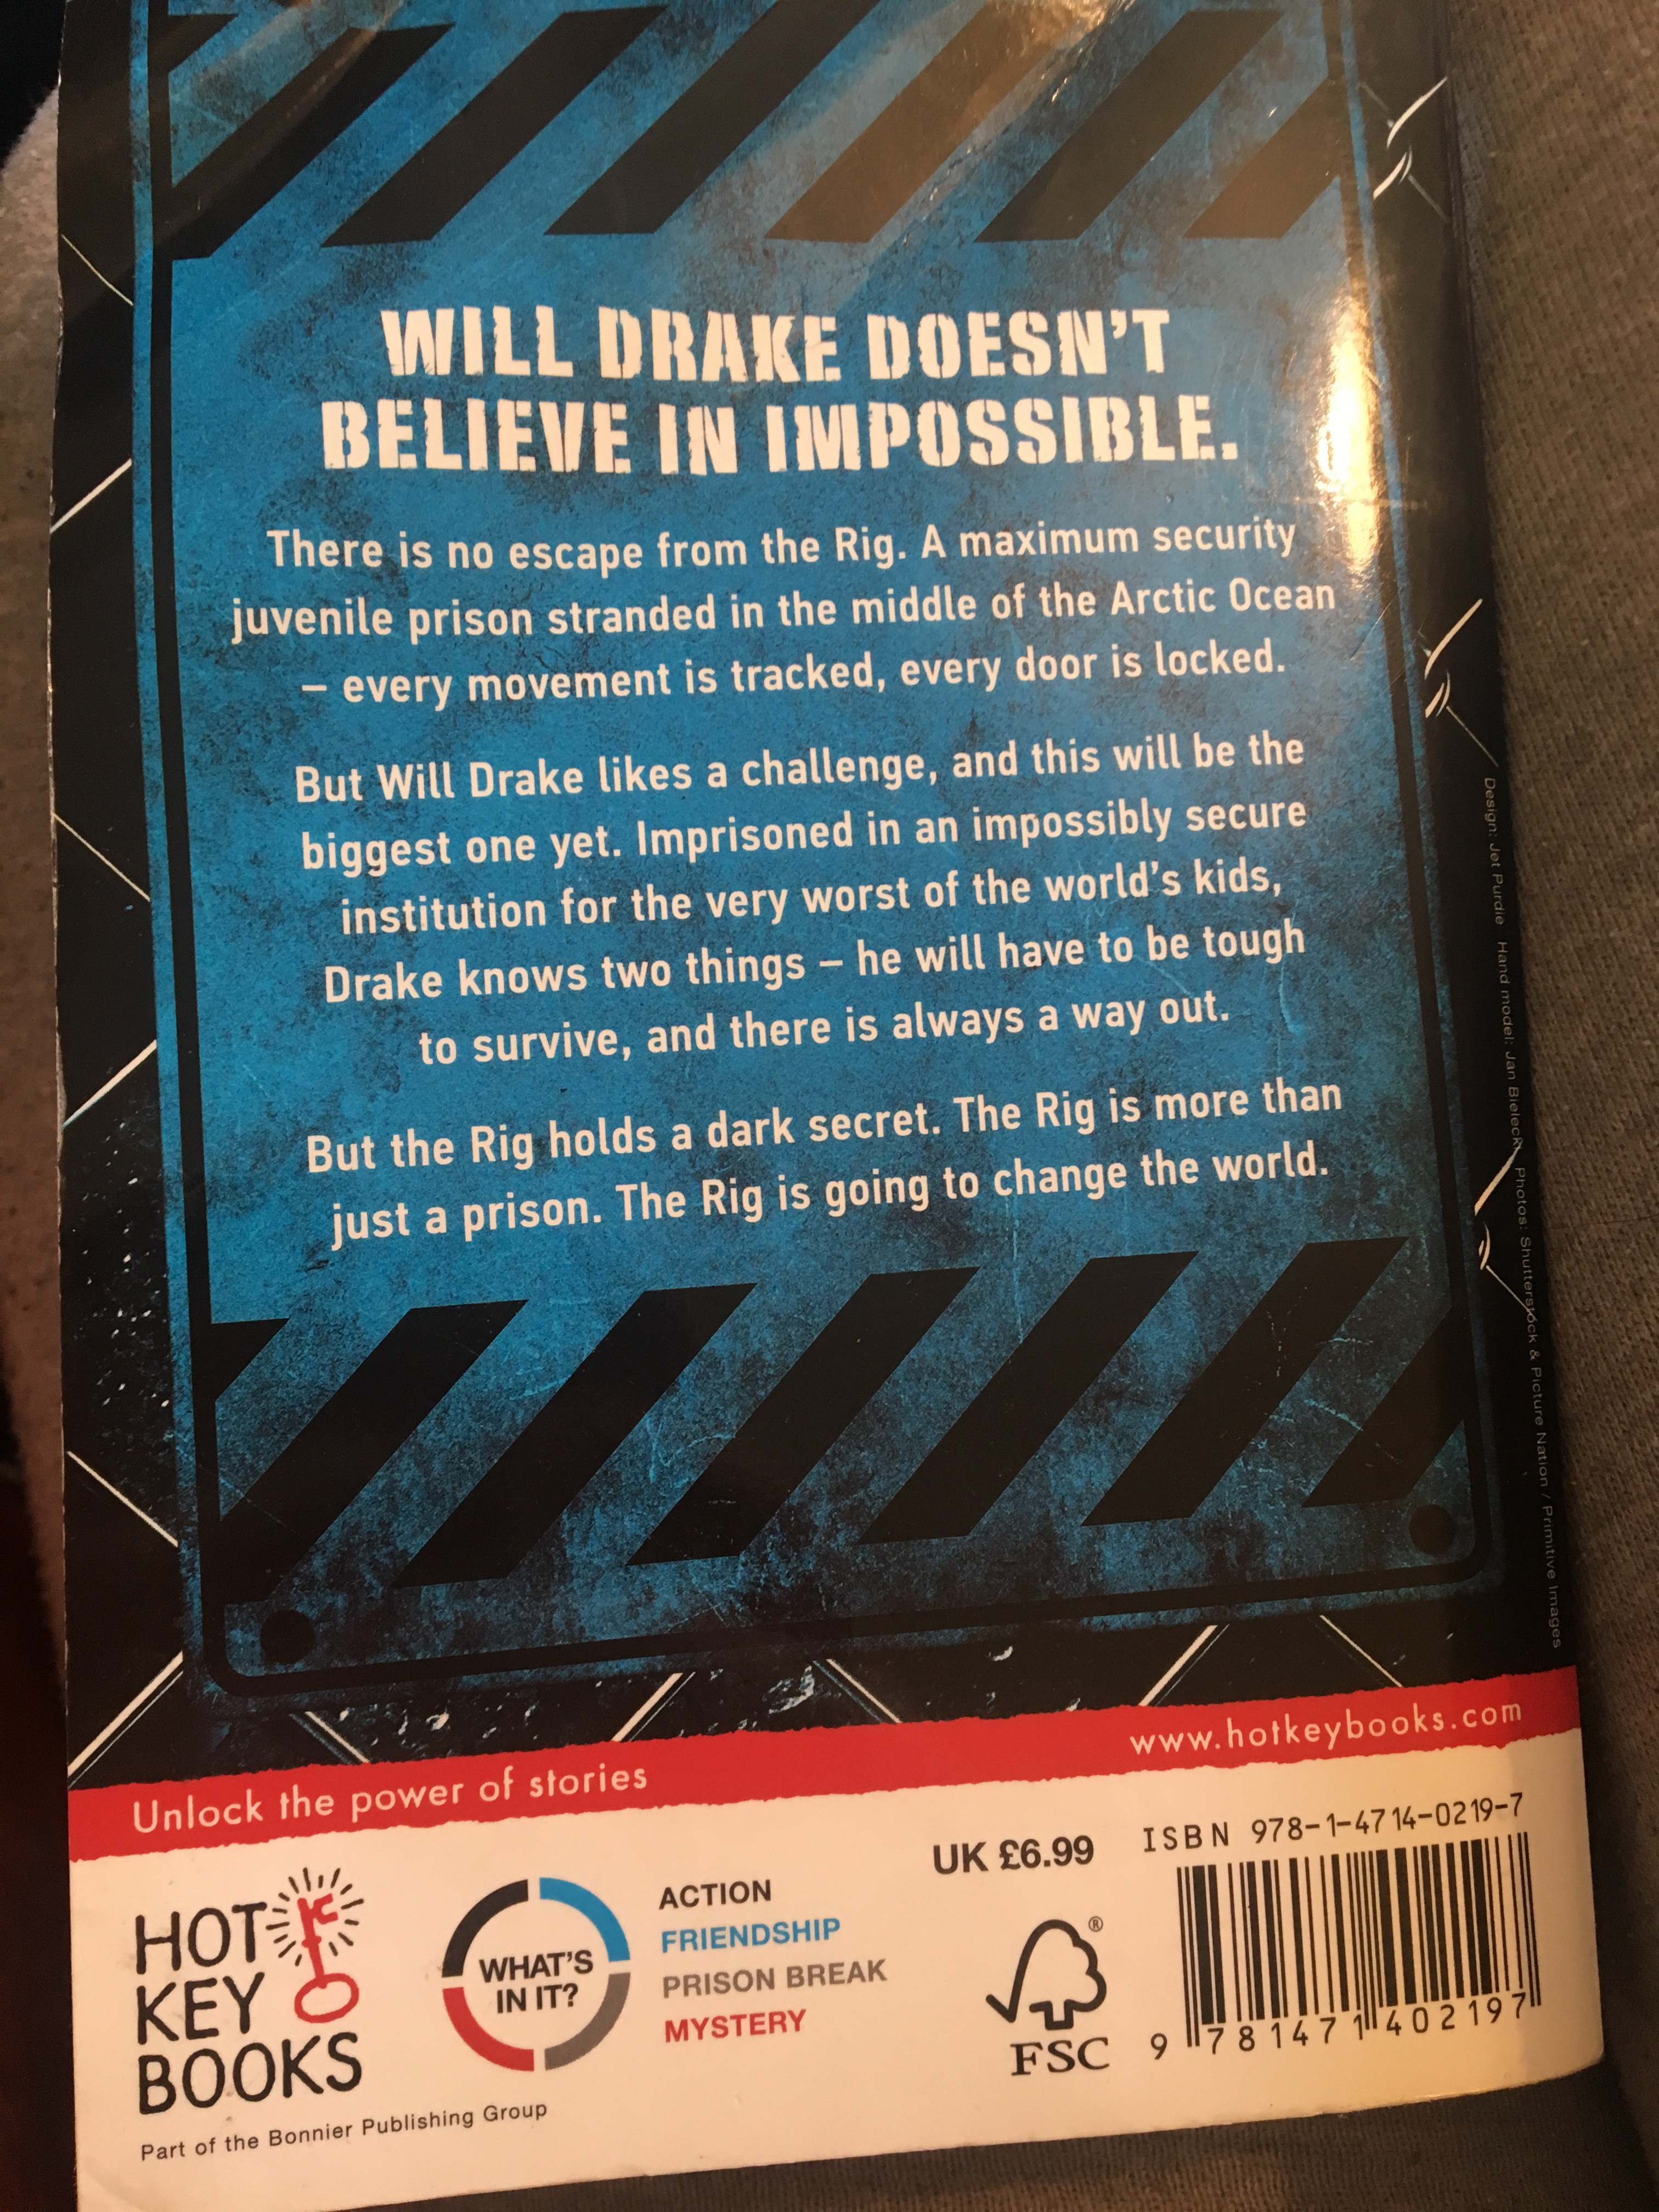 WILL DRAKE DOESN'T
BELIEVE IN IMPOSSIBLE.
There is no escape from the Rig. A maximum security
juvenile prison stranded in the middle of the Arctic Ocean
– every movement is tracked, every door is locked.
But Will Drake likes a challenge, and this will be the
biggest one yet. Imprisoned in an impossibly secure
institution for the very worst of the world's kids,
Drake knows two things – he will have to be tough
to survive, and there is always a way out.
But the Rig holds a dark secret. The Rig is more than
just a prison. The Rig is going to change the world.
Design: Jet Purdie Hand model: Jan Bielecki Photos: Shutterstock & Picture Nation / Primitive Images
Unlock the power of stories
www.hotkeybooks.com
HOT
KEY
BOOKS
Part of the Bonnier Publishing Group
WHAT'S
IN IT?
ACTION
FRIENDSHIP
PRISON BREAK
MYSTERY
UK £6.99
®
FSC
ISBN 978-1-4714-0219-7
9 781471 402197